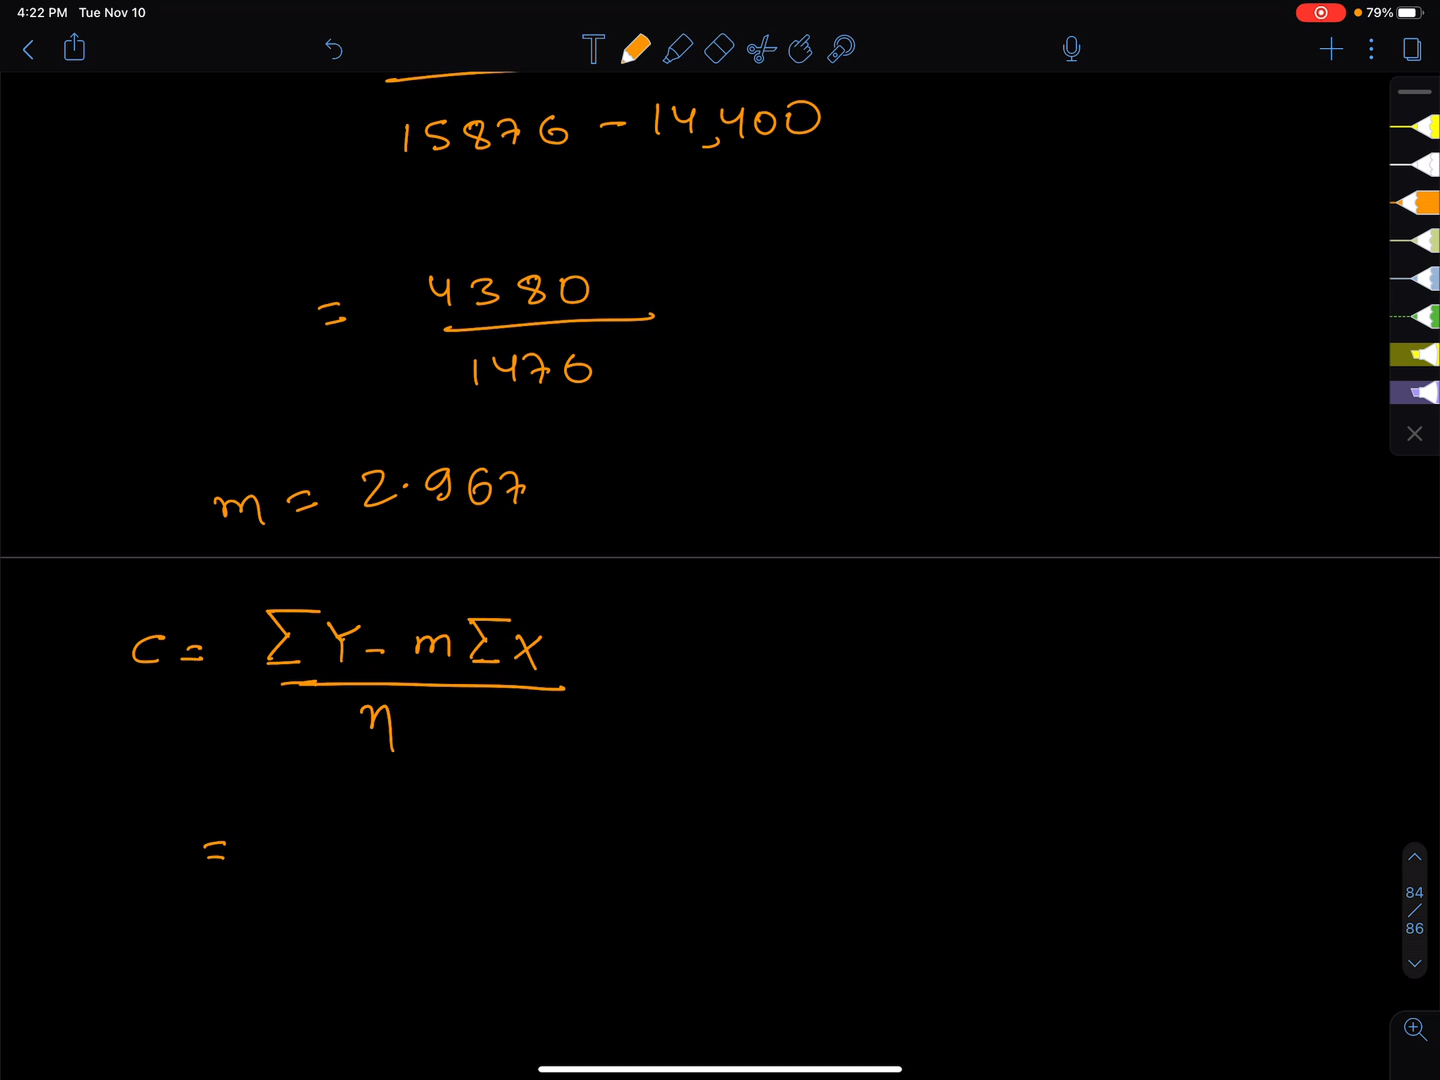 4:22 PM Tue Nov 10
79%
T
15876 - 14,400
= 4380
1476
m = 2.967
C = ΣY - mΣX
n
=
84
86